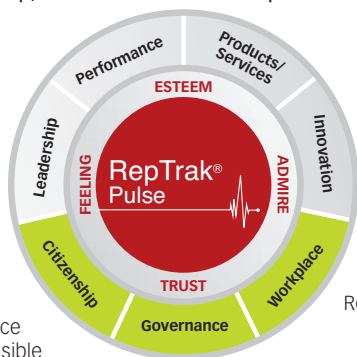 Performance
Products/
Services
Leadership
Innovation
ESTEEM
FEELING
RepTrak®
Pulse
ADMIRE
TRUST
Citizenship
Governance
Workplace